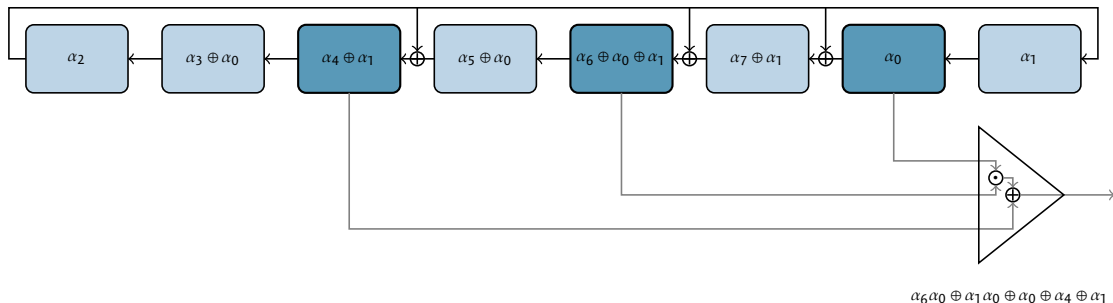 α₂ α₃ ⊕ α₀ α₄ ⊕ α₁ α₅ ⊕ α₀ α₆ ⊕ α₀ ⊕ α₁ α₇ ⊕ α₁ α₀ α₁
α₆α₀ ⊕ α₁α₀ ⊕ α₀ ⊕ α₄ ⊕ α₁